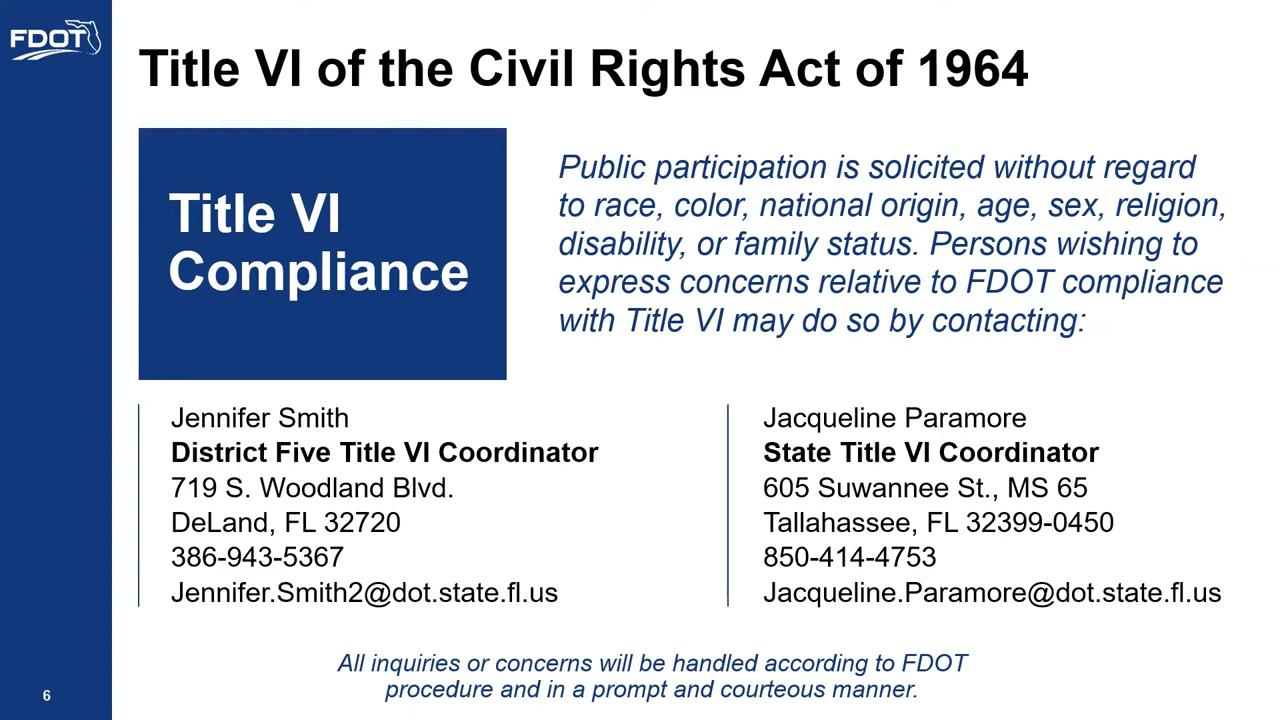 FDOT
Title VI of the Civil Rights Act of 1964
Title VI
Compliance
Public participation is solicited without regard
to race, color, national origin, age, sex, religion,
disability, or family status. Persons wishing to
express concerns relative to FDOT compliance
with Title VI may do so by contacting:
Jennifer Smith
District Five Title VI Coordinator
719 S. Woodland Blvd.
DeLand, FL 32720
386-943-5367
Jennifer.Smith2@dot.state.fl.us
Jacqueline Paramore
State Title VI Coordinator
605 Suwannee St., MS 65
Tallahassee, FL 32399-0450
850-414-4753
Jacqueline.Paramore@dot.state.fl.us
All inquiries or concerns will be handled according to FDOT
procedure and in a prompt and courteous manner.
6